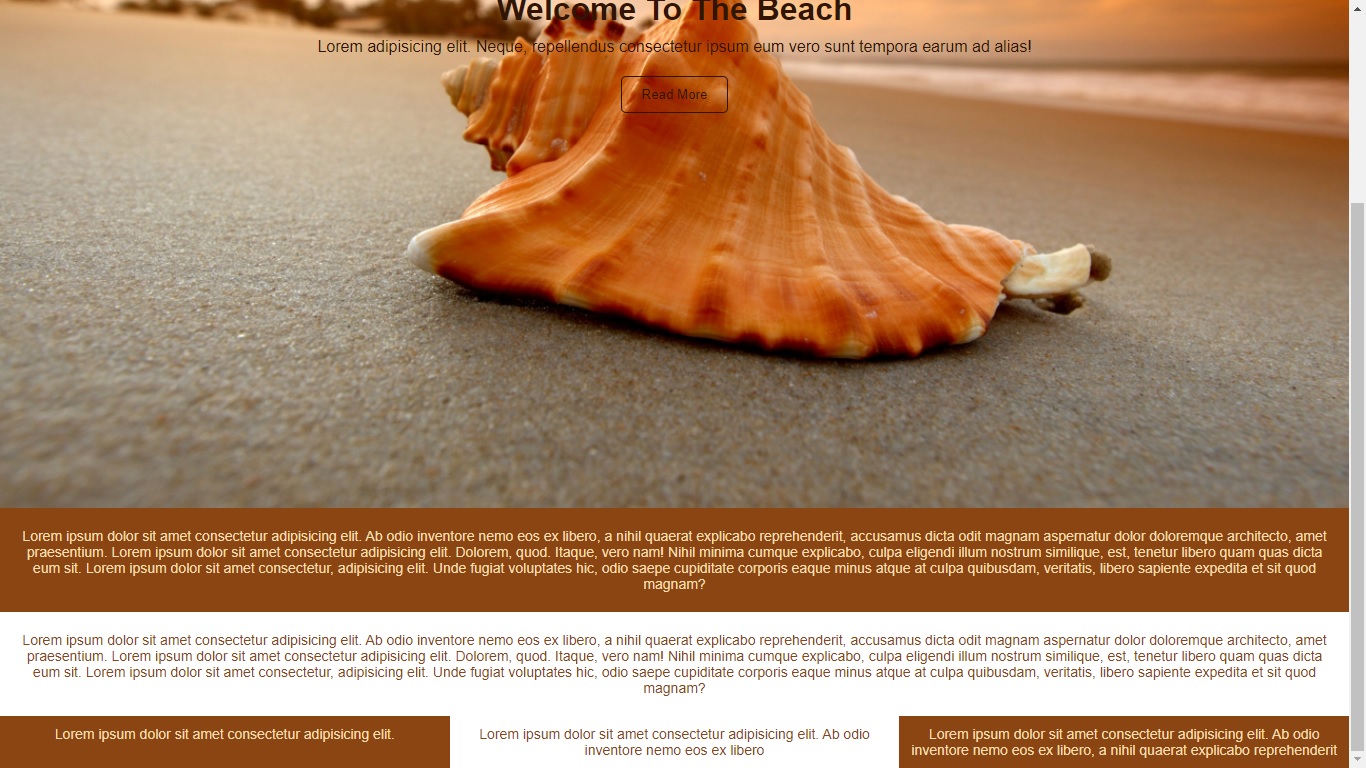 Welcome To The Beach
Lorem adipisicing elit. Neque, repellendus consectetur ipsum eum vero sunt tempora earum ad alias!
Read More
Lorem ipsum dolor sit amet consectetur adipisicing elit. Ab odio inventore nemo eos ex libero, a nihil quaerat explicabo reprehenderit, accusamus dicta odit magnam aspernatur dolor doloremque architecto, amet
praesentium. Lorem ipsum dolor sit amet consectetur adipisicing elit. Dolorem, quod. Itaque, vero nam! Nihil minima cumque explicabo, culpa eligendi illum nostrum similique, est, tenetur libero quam quas dicta
eum sit. Lorem ipsum dolor sit amet consectetur, adipisicing elit. Unde fugiat voluptates hic, odio saepe cupiditate corporis eaque minus atque at culpa quibusdam, veritatis, libero sapiente expedita et sit quod
magnam?
Lorem ipsum dolor sit amet consectetur adipisicing elit. Ab odio inventore nemo eos ex libero, a nihil quaerat explicabo reprehenderit, accusamus dicta odit magnam aspernatur dolor doloremque architecto, amet
praesentium. Lorem ipsum dolor sit amet consectetur adipisicing elit. Dolorem, quod. Itaque, vero nam! Nihil minima cumque explicabo, culpa eligendi illum nostrum similique, est, tenetur libero quam quas dicta
eum sit. Lorem ipsum dolor sit amet consectetur, adipisicing elit. Unde fugiat voluptates hic, odio saepe cupiditate corporis eaque minus atque at culpa quibusdam, veritatis, libero sapiente expedita et sit quod
magnam?
Lorem ipsum dolor sit amet consectetur adipisicing elit.
Lorem ipsum dolor sit amet consectetur adipisicing elit. Ab odio
inventore nemo eos ex libero
Lorem ipsum dolor sit amet consectetur adipisicing elit. Ab odio
inventore nemo eos ex libero, a nihil quaerat explicabo reprehenderit